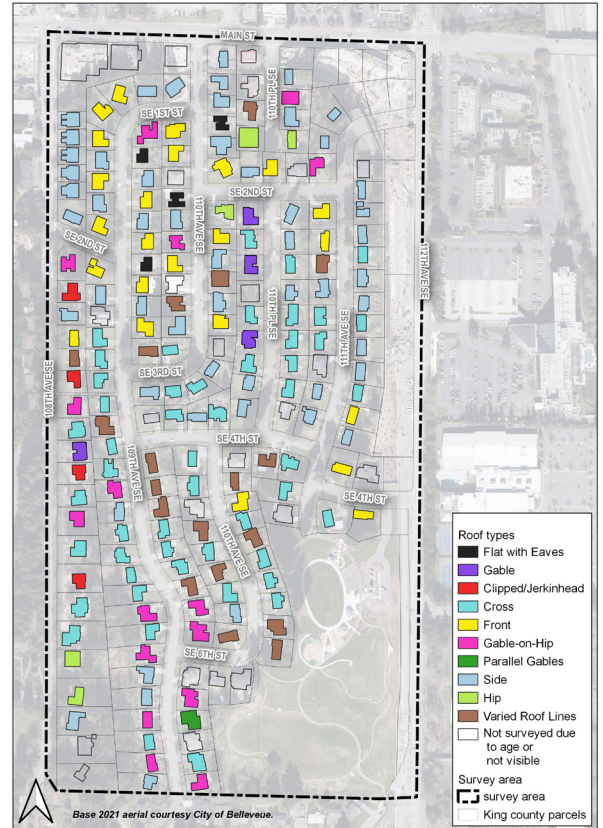 MAIN ST
110TH PL SE
SE 1ST ST
SE 2ND ST
110TH AVE SE
SE 2ND ST
112TH AVE SE
110TH PL SE
111TH AVE SE
108TH AVE SE
SE 3RD ST
SE 4TH ST
109TH AVE SE
SE 4TH ST
110TH AVE SE
SE 6TH ST
Roof types
Flat with Eaves
Gable
Clipped/Jerkinhead
Cross
Front
Gable-on-Hip
Parallel Gables
Side
Hip
Varied Roof Lines
Not surveyed due
to age or
not visible
Survey area
survey area
King county parcels
Base 2021 aerial courtesy City of Belleveue.